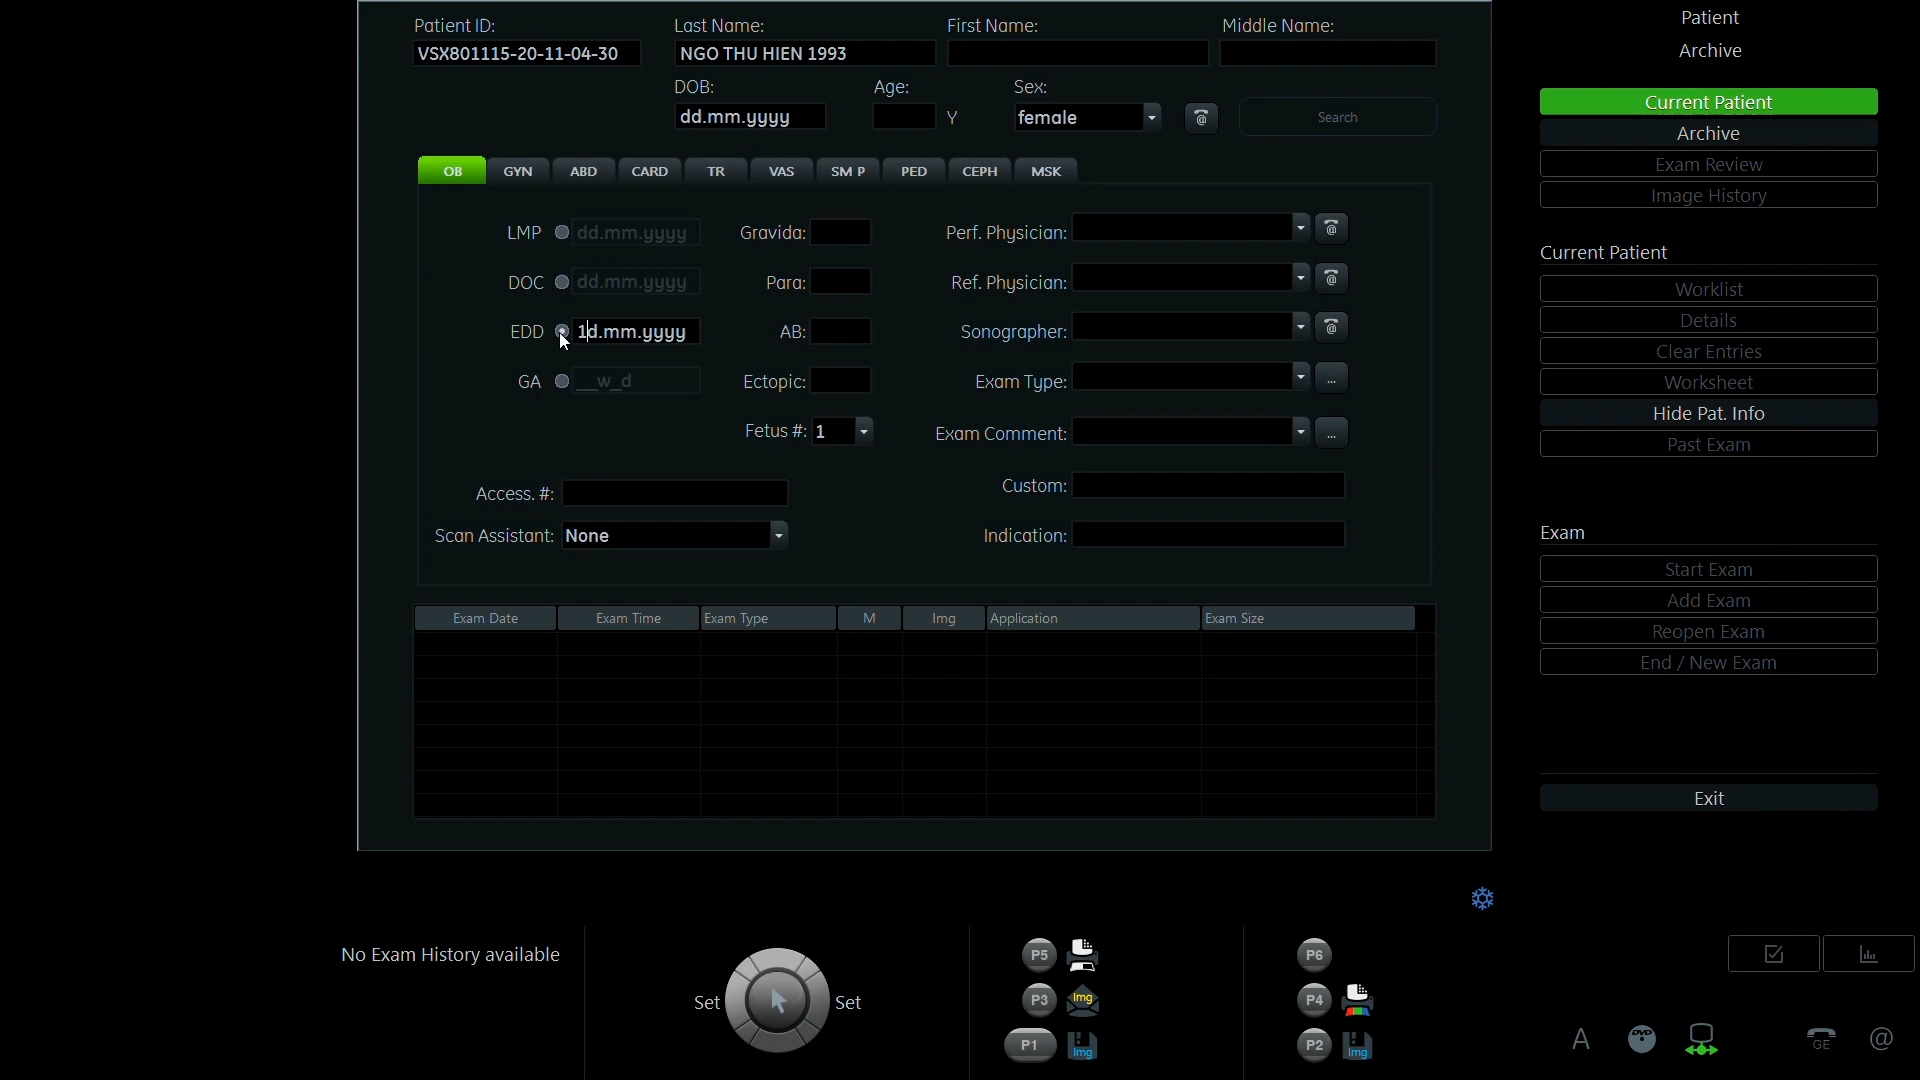 Patient ID: Last Name: First Name: Middle Name:
VSX801115-20-11-04-30 NGO THU HIEN 1993
DOB: Age: Sex:
dd.mm.yyyy Y female Search
OB GYN ABD CARD TR VAS SM P PED CEPH MSK
LMP dd.mm.yyyy Gravida: Perf. Physician:
DOC dd.mm.yyyy Para: Ref. Physician:
EDD 1d.mm.yyyy AB: Sonographer:
GA __w_d Ectopic: Exam Type: ...
Fetus #: 1 Exam Comment: ...
Access. #: Custom:
Scan Assistant: None Indication:
Exam Date Exam Time Exam Type M Img Application Exam Size
Patient
Archive
Current Patient
Archive
Exam Review
Image History
Current Patient
Worklist
Details
Clear Entries
Worksheet
Hide Pat. Info
Past Exam
Exam
Start Exam
Add Exam
Reopen Exam
End / New Exam
Exit
No Exam History available
Set Set
P5 P6
P3 Img P4
P1 Img P2 Img
A DVD GE @